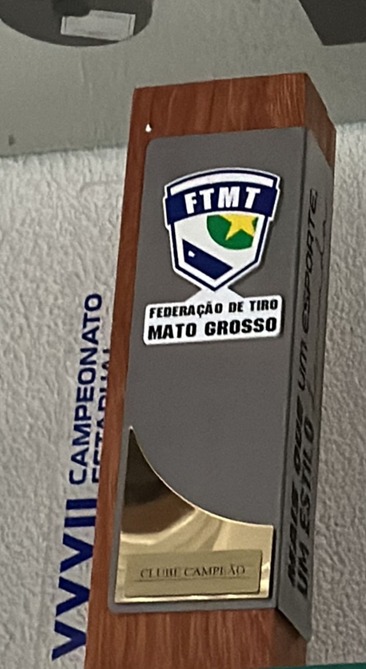 FTMT
FEDERAÇÃO DE TIRO
MATO GROSSO
CLUBE CAMPEÃO
MAIS QUE UM ESPORTE,
UM ESTILO
CAMPEONATO
ESTADUAL